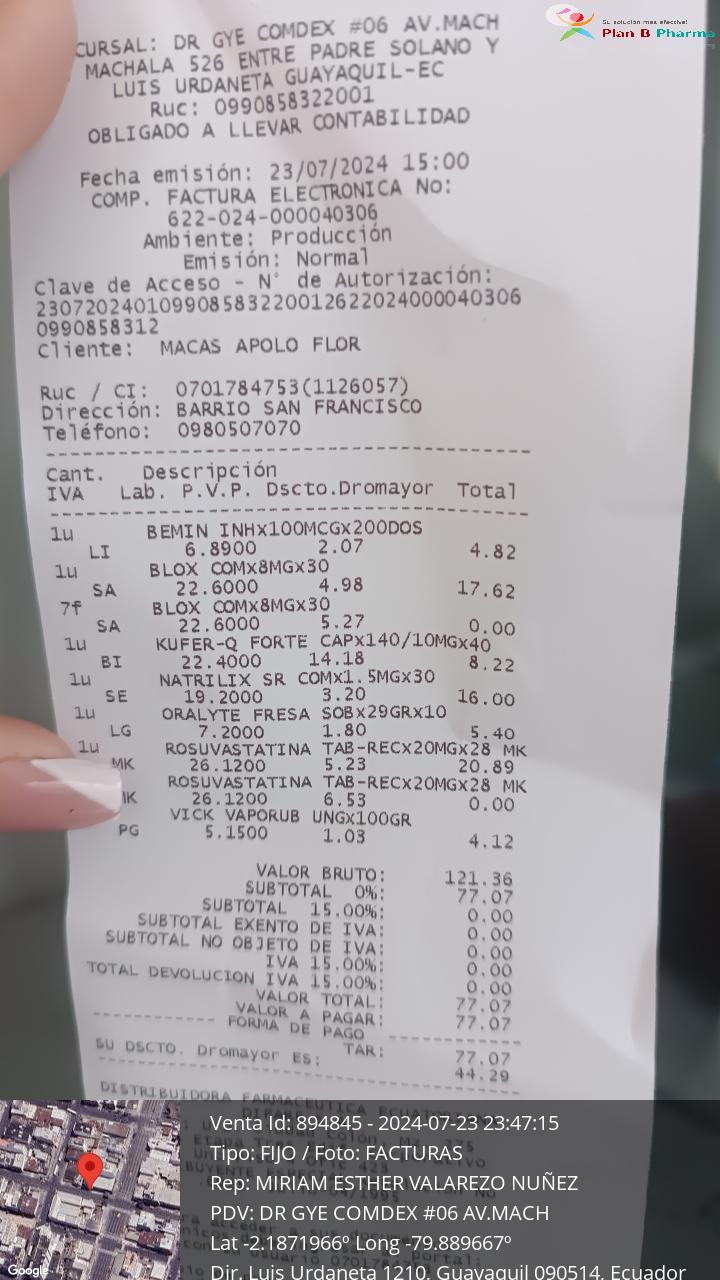 Su solución mas efectiva!
Plan B Pharma
CURSAL: DR GYE COMDEX #06 AV.MACH
MACHALA 526 ENTRE PADRE SOLANO Y
LUIS URDANETA GUAYAQUIL-EC
Ruc: 0990858322001
OBLIGADO A LLEVAR CONTABILIDAD
Fecha emisión: 23/07/2024 15:00
COMP. FACTURA ELECTRONICA No:
622-024-000040306
Ambiente: Producción
Emisión: Normal
Clave de Acceso - N° de Autorización:
230720240109908583220012622024000040306
0990858312
Cliente: MACAS APOLO FLOR
Ruc / CI: 0701784753(1126057)
Dirección: BARRIO SAN FRANCISCO
Teléfono: 0980507070
Cant. Descripción
IVA Lab. P.V.P. Dscto.Dromayor Total
1u BEMIN INHx100MCGx200DOS
LI 6.8900 2.07 4.82
1u BLOX COMx8MGx30
SA 22.6000 4.98 17.62
7f BLOX COMx8MGx30
SA 22.6000 5.27 0.00
1u KUFER-Q FORTE CAPx140/10MGx40
BI 22.4000 14.18 8.22
1u NATRILIX SR COMx1.5MGx30
SE 19.2000 3.20 16.00
1u ORALYTE FRESA SOBx29GRx10
LG 7.2000 1.80 5.40
1u ROSUVASTATINA TAB-RECx20MGx28 MK
MK 26.1200 5.23 20.89
ROSUVASTATINA TAB-RECx20MGx28 MK
IK 26.1200 6.53 0.00
VICK VAPORUB UNGx100GR
PG 5.1500 1.03 4.12
VALOR BRUTO: 121.36
SUBTOTAL 0%: 77.07
SUBTOTAL 15.00%: 0.00
SUBTOTAL EXENTO DE IVA: 0.00
SUBTOTAL NO OBJETO DE IVA: 0.00
IVA 15.00%: 0.00
TOTAL DEVOLUCION IVA 15.00%: 0.00
VALOR TOTAL: 77.07
VALOR A PAGAR: 77.07
FORMA DE PAGO
TAR: 77.07
SU DSCTO. Dromayor ES: 44.29
DISTRIBUIDORA FARMACEUTICA
Venta Id: 894845 - 2024-07-23 23:47:15
Tipo: FIJO / Foto: FACTURAS
Rep: MIRIAM ESTHER VALAREZO NUÑEZ
PDV: DR GYE COMDEX #06 AV.MACH
Lat -2.1871966º Long -79.889667º
Dir. Luis Urdaneta 1210, Guayaquil 090514, Ecuador
Google